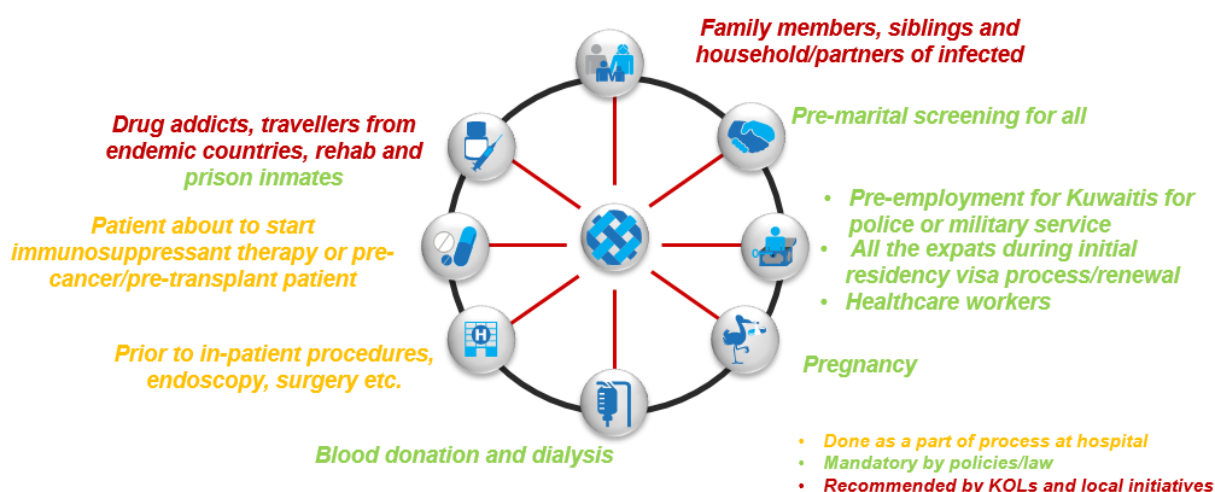 Family members, siblings and
household/partners of infected
Pre-marital screening for all
Drug addicts, travellers from
endemic countries, rehab and
prison inmates
• Pre-employment for Kuwaitis for
police or military service
• All the expats during initial
residency visa process/renewal
• Healthcare workers
Patient about to start
immunosuppressant therapy or pre-
cancer/pre-transplant patient
H
Prior to in-patient procedures,
endoscopy, surgery etc.
Pregnancy
Blood donation and dialysis
• Done as a part of process at hospital
• Mandatory by policies/law
• Recommended by KOLs and local initiatives